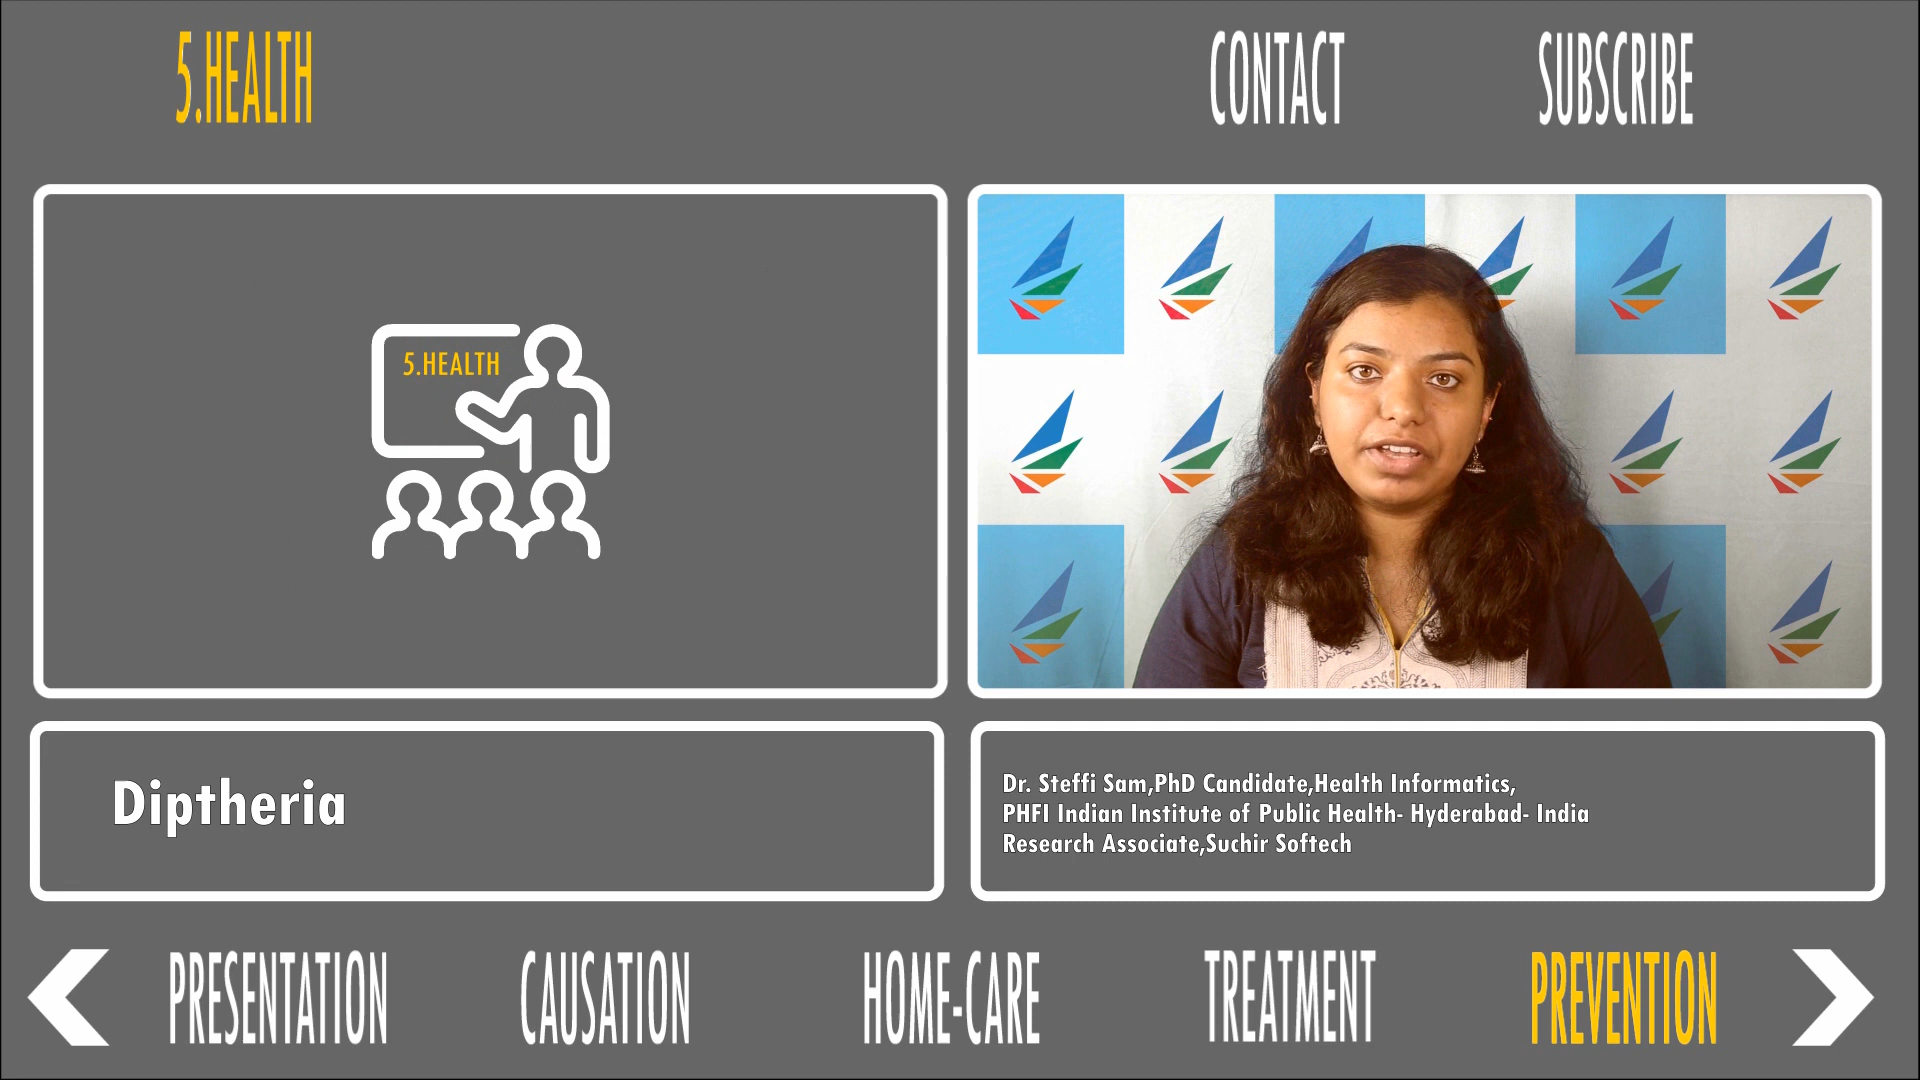 5.HEALTH
CONTACT
SUBSCRIBE
5.HEALTH
Diptheria
Dr. Steffi Sam,PhD Candidate,Health Informatics,
PHFI Indian Institute of Public Health- Hyderabad- India
Research Associate,Suchir Softech
PRESENTATION
CAUSATION
HOME-CARE
TREATMENT
PREVENTION